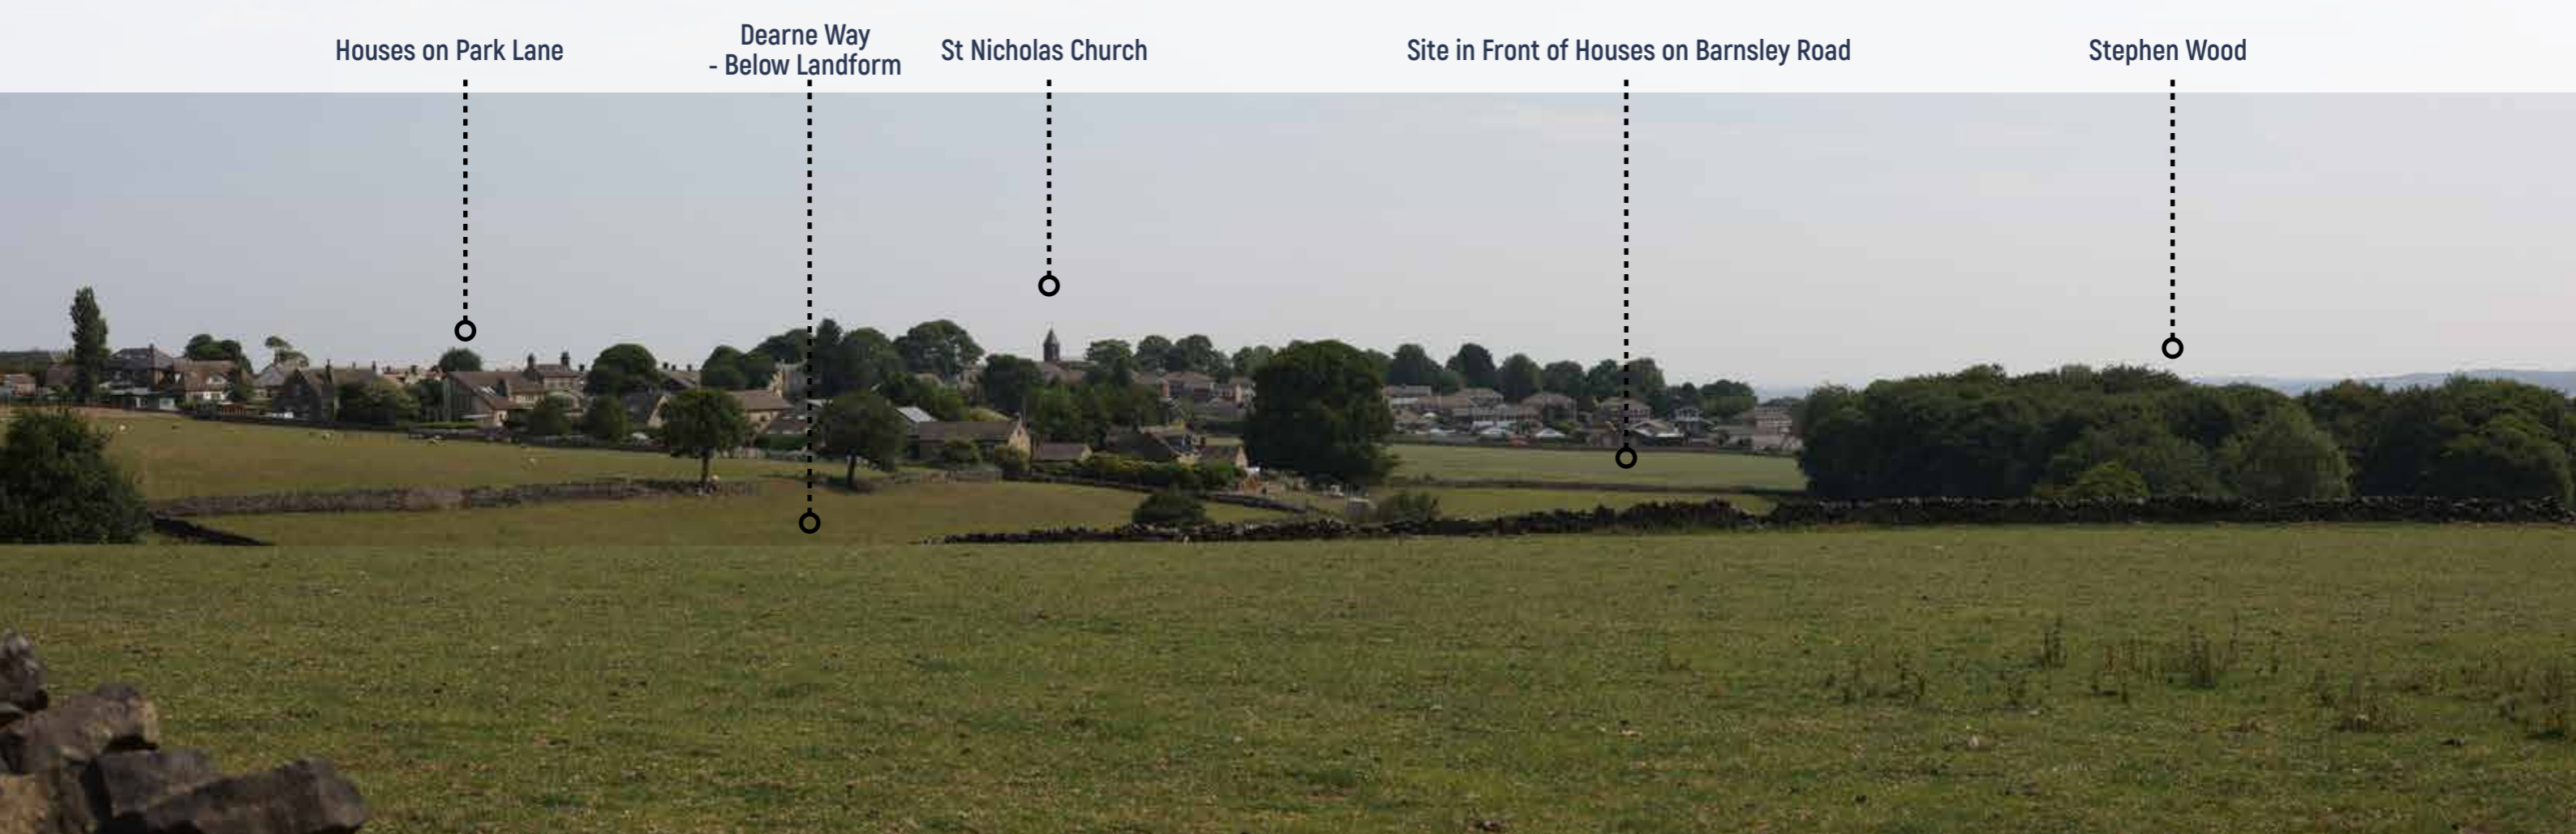 Houses on Park Lane
Dearne Way
- Below Landform
St Nicholas Church
Site in Front of Houses on Barnsley Road
Stephen Wood